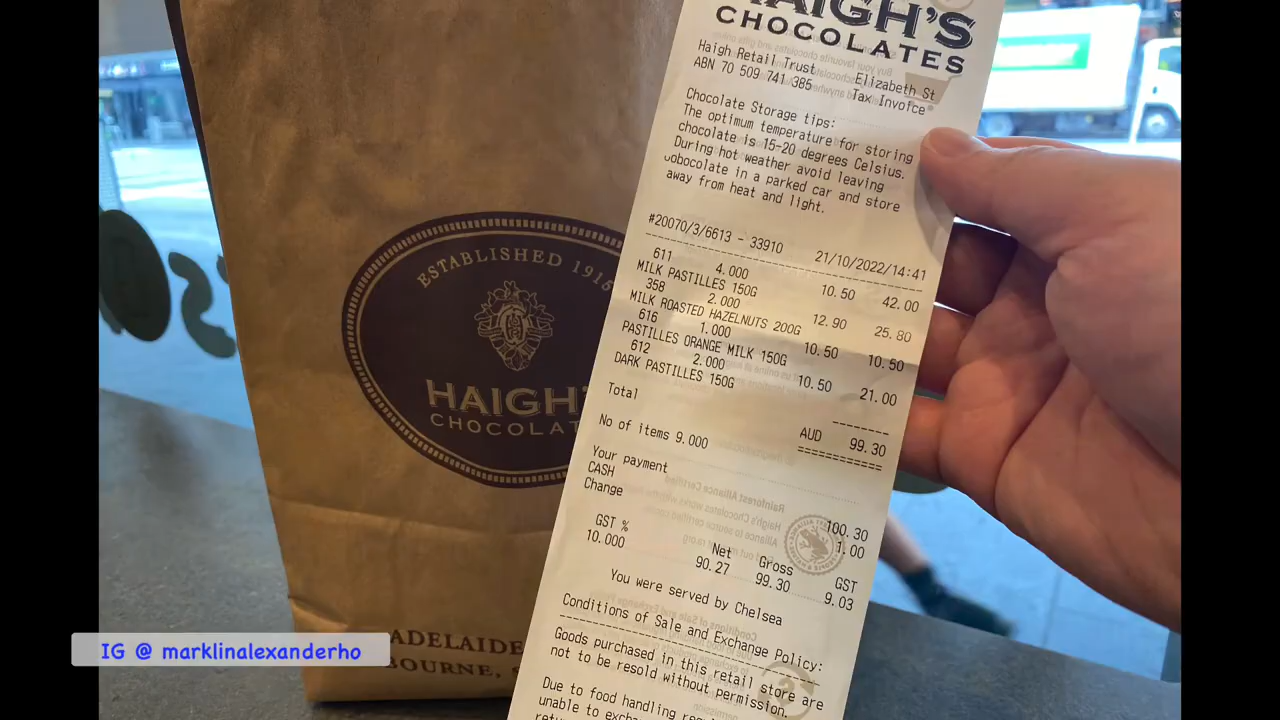 HAIGH'S
CHOCOLATES
Haigh Retail Trust Elizabeth St
ABN 70 509 741 385 Tax Invoice
Chocolate Storage tips:
The optimum temperature for storing
chocolate is 15-20 degrees Celsius.
During hot weather avoid leaving
away from heat and light.
in a parked car and store
#20070/3/6613 - 33910 21/10/2022/14:41
611 4.000 10.50 42.00
MILK PASTILLES 150G
358 2.000 12.90 25.80
MILK ROASTED HAZELNUTS 200G
616 1.000 10.50 10.50
PASTILLES ORANGE MILK 150G
612 2.000 10.50 21.00
DARK PASTILLES 150G
Total AUD 99.30
No of items 9.000
Your payment
CASH 100.30
Change 1.00
GST % Net Gross GST
10.000 90.27 99.30 9.03
You were served by Chelsea
Conditions of Sale and Exchange Policy:
Goods purchased in this retail store are
not to be resold without permission.
Due to food handling
ESTABLISHED 1915
HAIGH'
CHOCOLAT
ADELAIDE
BOURNE,
IG @ marklinalexanderho